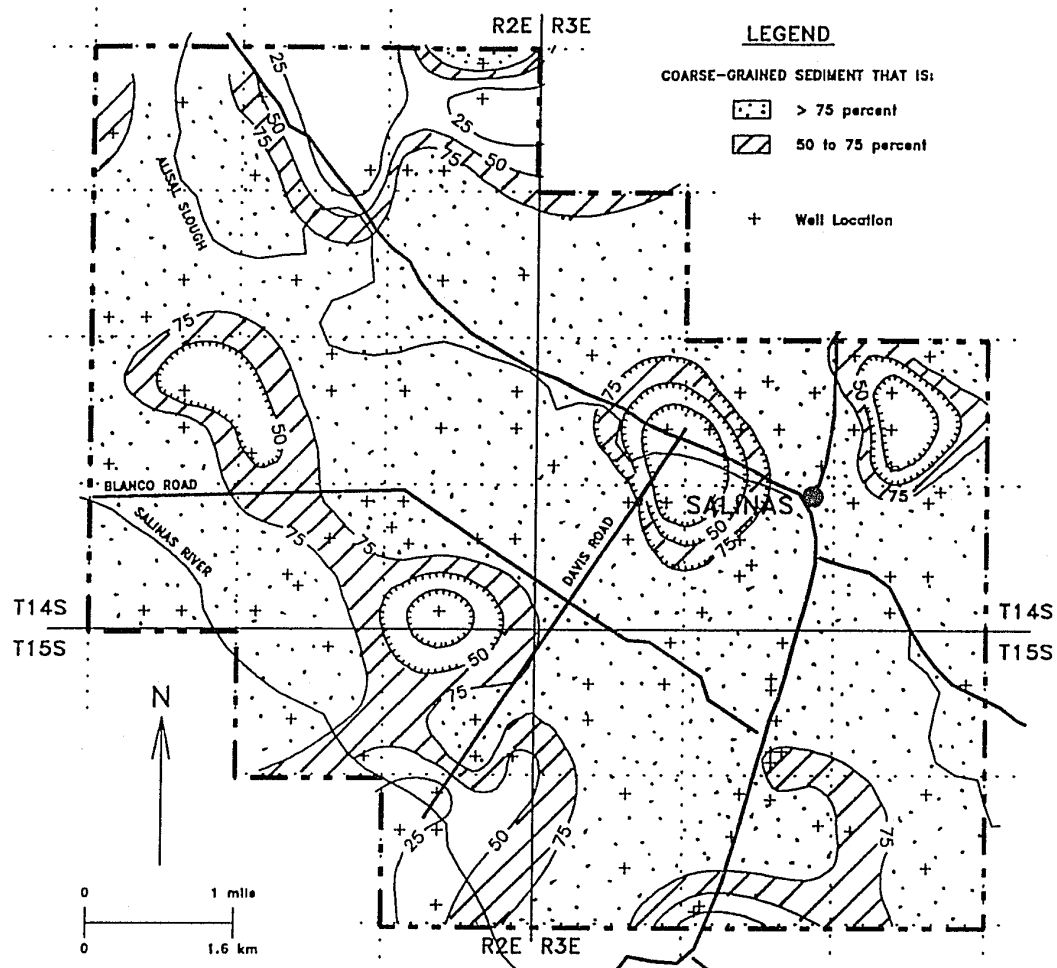 R2E R3E
LEGEND
COARSE-GRAINED SEDIMENT THAT IS:
> 75 percent
50 to 75 percent
+ Well Location
25
50
75
25
75
50
ALISAL SLOUGH
75
50
75
50
75
50
75
SALINAS
BLANCO ROAD
SALINAS RIVER
75
75
50
75
DAVIS ROAD
T14S
T15S
T14S
T15S
50
75
N
25
50
75
75
0
1 mile
0
1.6 km
R2E R3E